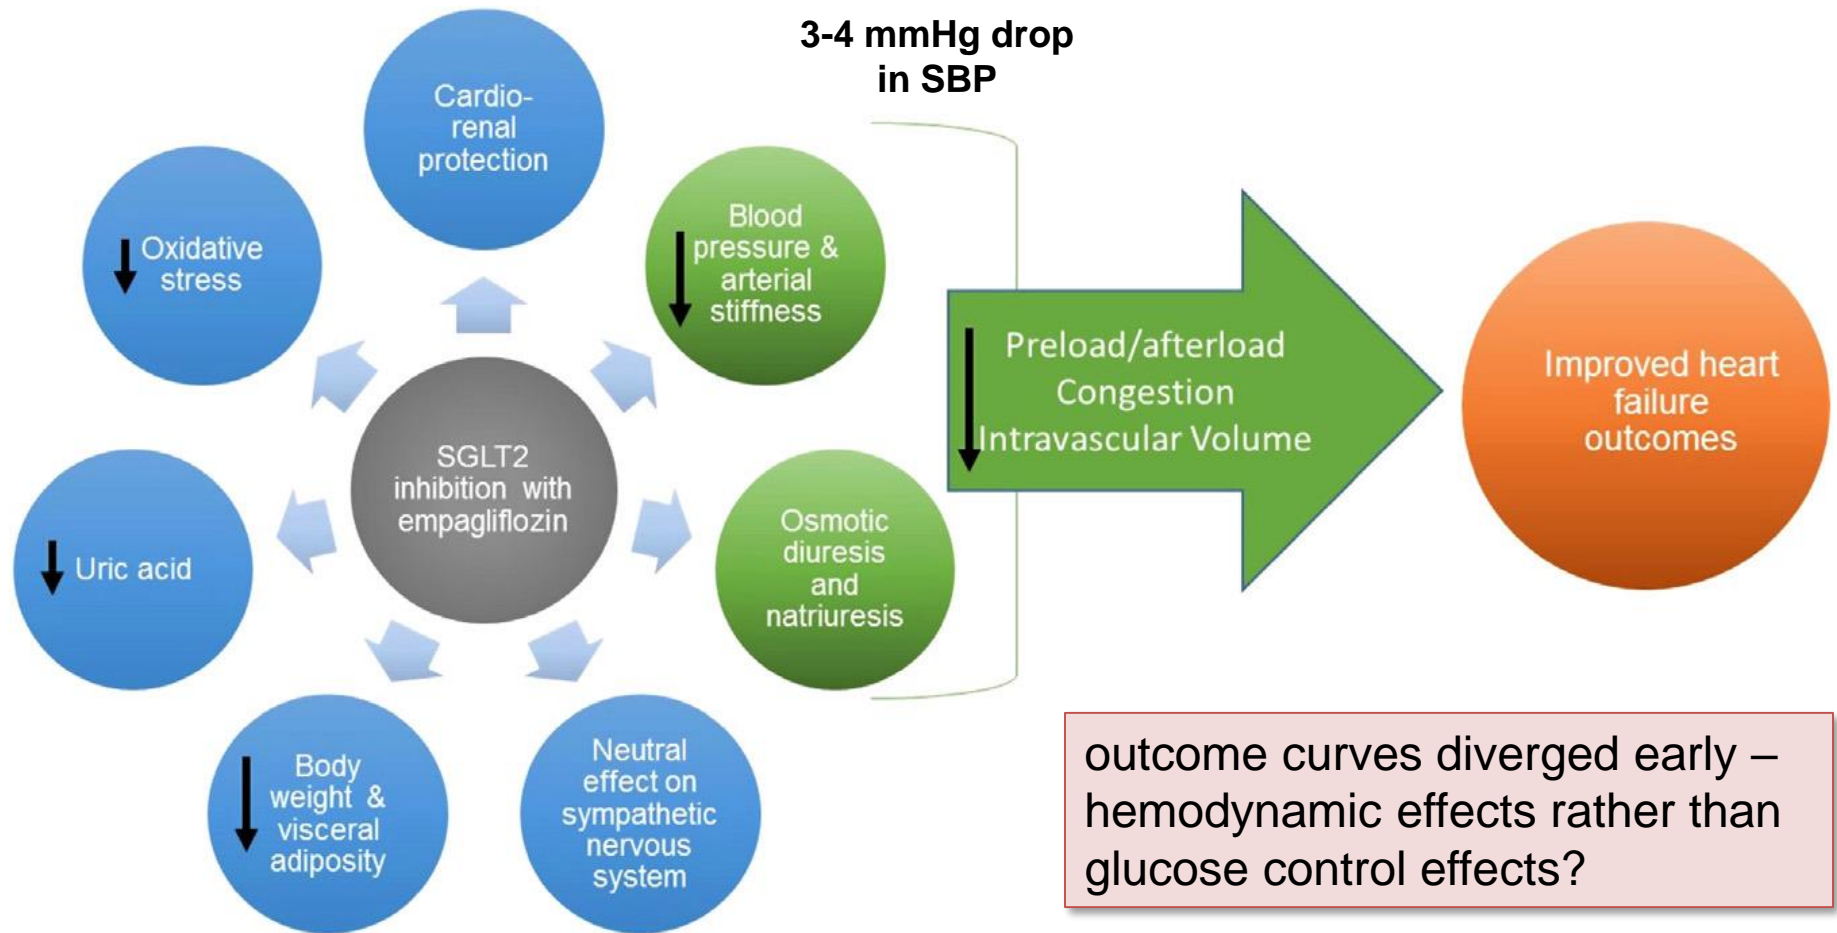 3-4 mmHg drop
in SBP
Cardio-
renal
protection
Blood
pressure &
arterial
stiffness
Osmotic
diuresis
and
natriuresis
Neutral
effect on
sympathetic
nervous
system
Body
weight &
visceral
adiposity
Uric acid
Oxidative
stress
SGLT2
inhibition with
empagliflozin
Preload/afterload
Congestion
Intravascular Volume
Improved heart
failure
outcomes
outcome curves diverged early –
hemodynamic effects rather than
glucose control effects?